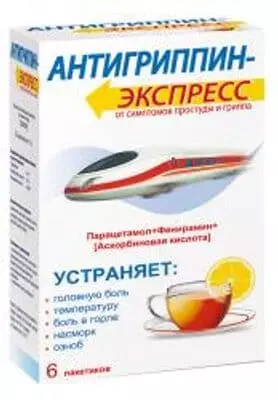 АНТИГРИППИН-
ЭКСПРЕСС
от симптомов простуды и гриппа
Парацетамол+Фенирамин+
[Аскорбиновая кислота]
УСТРАНЯЕТ:
• головную боль
• температуру
• боль в горле
• насморк
• озноб
6 пакетиков